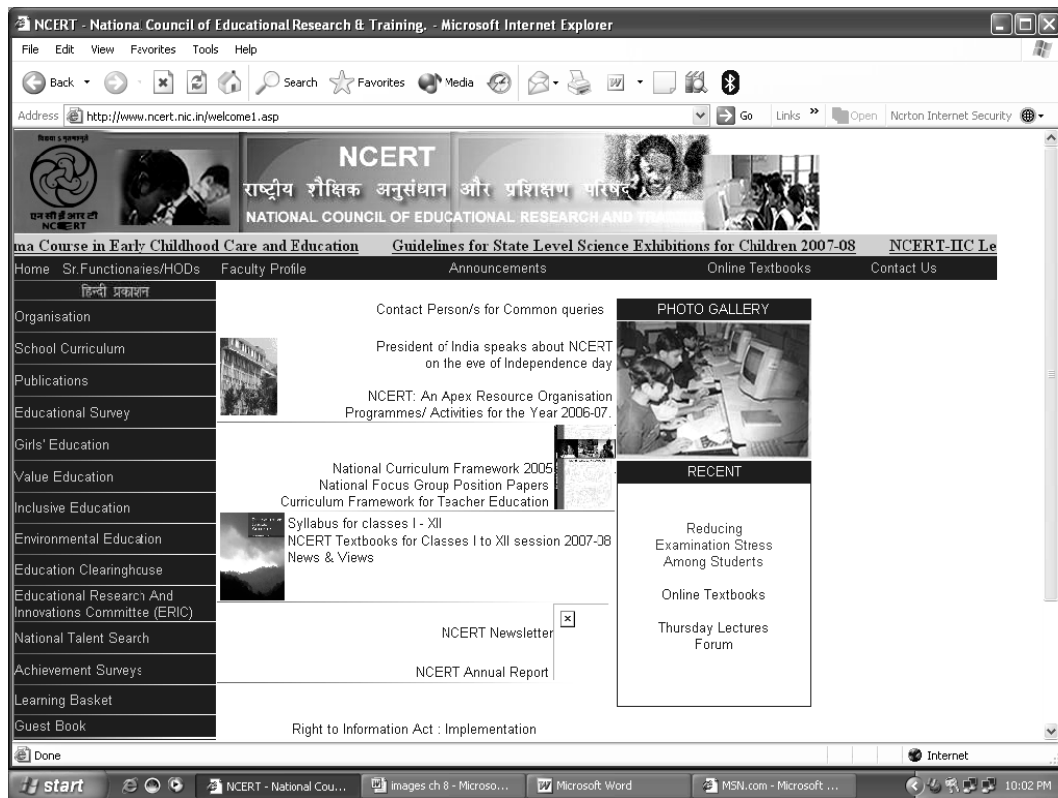 NCERT - National Council of Educational Research & Training. - Microsoft Internet Explorer
File Edit View Favorites Tools Help
Back Search Favorites Media
Address http://www.ncert.nic.in/welcome1.asp Go Links » Open Norton Internet Security
एन सी ई आर टी
NCERT
NCERT
राष्ट्रीय शैक्षिक अनुसंधान और प्रशिक्षण परिषद
NATIONAL COUNCIL OF EDUCATIONAL RESEARCH AND TRAINING
ma Course in Early Childhood Care and Education Guidelines for State Level Science Exhibitions for Children 2007-08 NCERT-IIC Le
Home Sr.Functionaies/HODs Faculty Profile Announcements Online Textbooks Contact Us
हिन्दी प्रकाशन
Organisation
School Curriculum
Publications
Educational Survey
Girls' Education
Value Education
Inclusive Education
Environmental Education
Education Clearinghouse
Educational Research And
Innovations Committee (ERIC)
National Talent Search
Achievement Surveys
Learning Basket
Guest Book
Contact Person/s for Common queries
President of India speaks about NCERT
on the eve of Independence day
NCERT: An Apex Resource Organisation
Programmes/ Activities for the Year 2006-07.
National Curriculum Framework 2005
National Focus Group Position Papers
Curriculum Framework for Teacher Education
Syllabus for classes I - XII
NCERT Textbooks for Classes I to XII session 2007-08
News & Views
NCERT Newsletter
NCERT Annual Report
Right to Information Act : Implementation
PHOTO GALLERY
RECENT
Reducing
Examination Stress
Among Students
Online Textbooks
Thursday Lectures
Forum
Done Internet
start NCERT - National Cou... images ch 8 - Microso... Microsoft Word MSN.com - Microsoft ... 10:02 PM